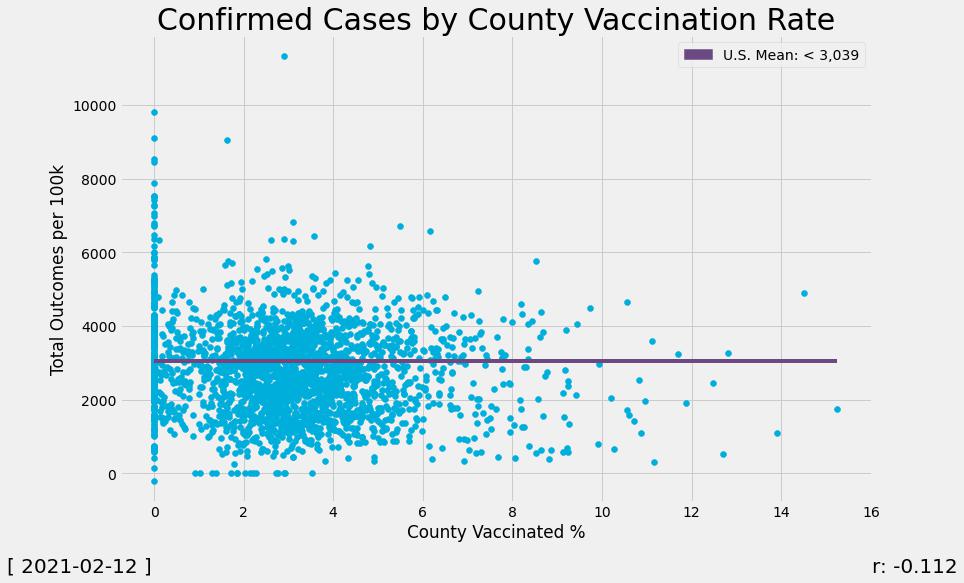 Confirmed Cases by County Vaccination Rate
U.S. Mean: < 3,039
Total Outcomes per 100k
10000
8000
6000
4000
2000
0
0 2 4 6 8 10 12 14 16
County Vaccinated %
[ 2021-02-12 ]
r: -0.112